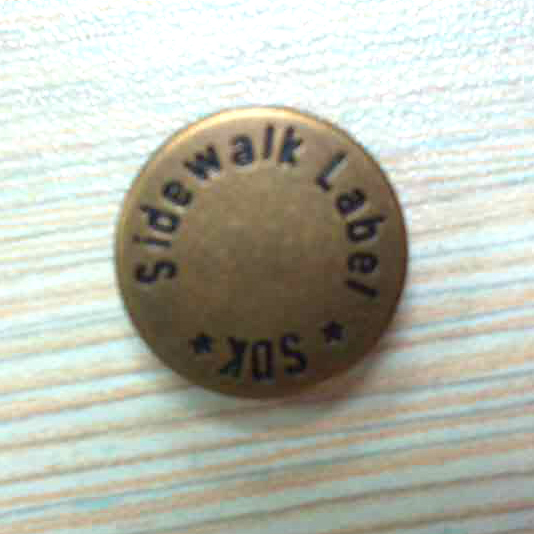 Sidewalk Label
★ SDK ★